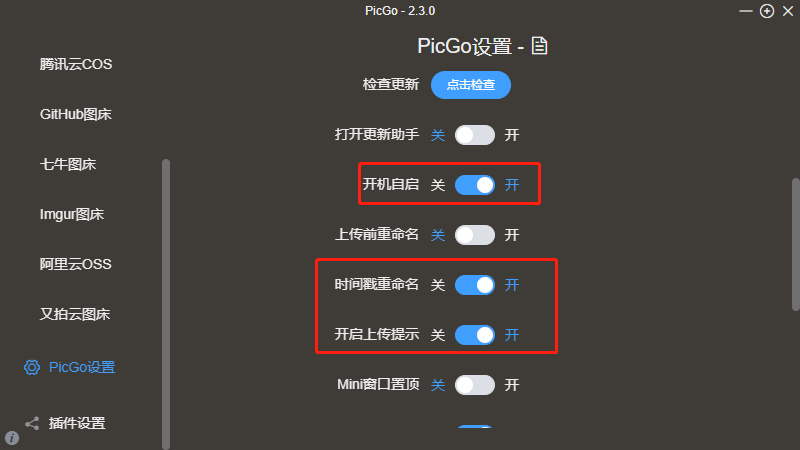 PicGo - 2.3.0
腾讯云COS
GitHub图床
七牛图床
Imgur图床
阿里云OSS
又拍云图床
PicGo设置
插件设置
PicGo设置 -
检查更新 点击检查
打开更新助手 关 开
开机自启 关 开
上传前重命名 关 开
时间戳重命名 关 开
开启上传提示 关 开
Mini窗口置顶 关 开